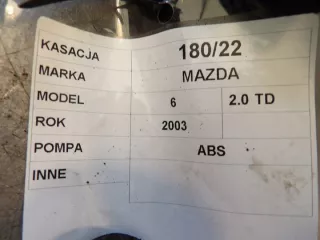 KASACJA 180/22
MARKA MAZDA
MODEL 6 2.0 TD
ROK 2003
POMPA ABS
INNE